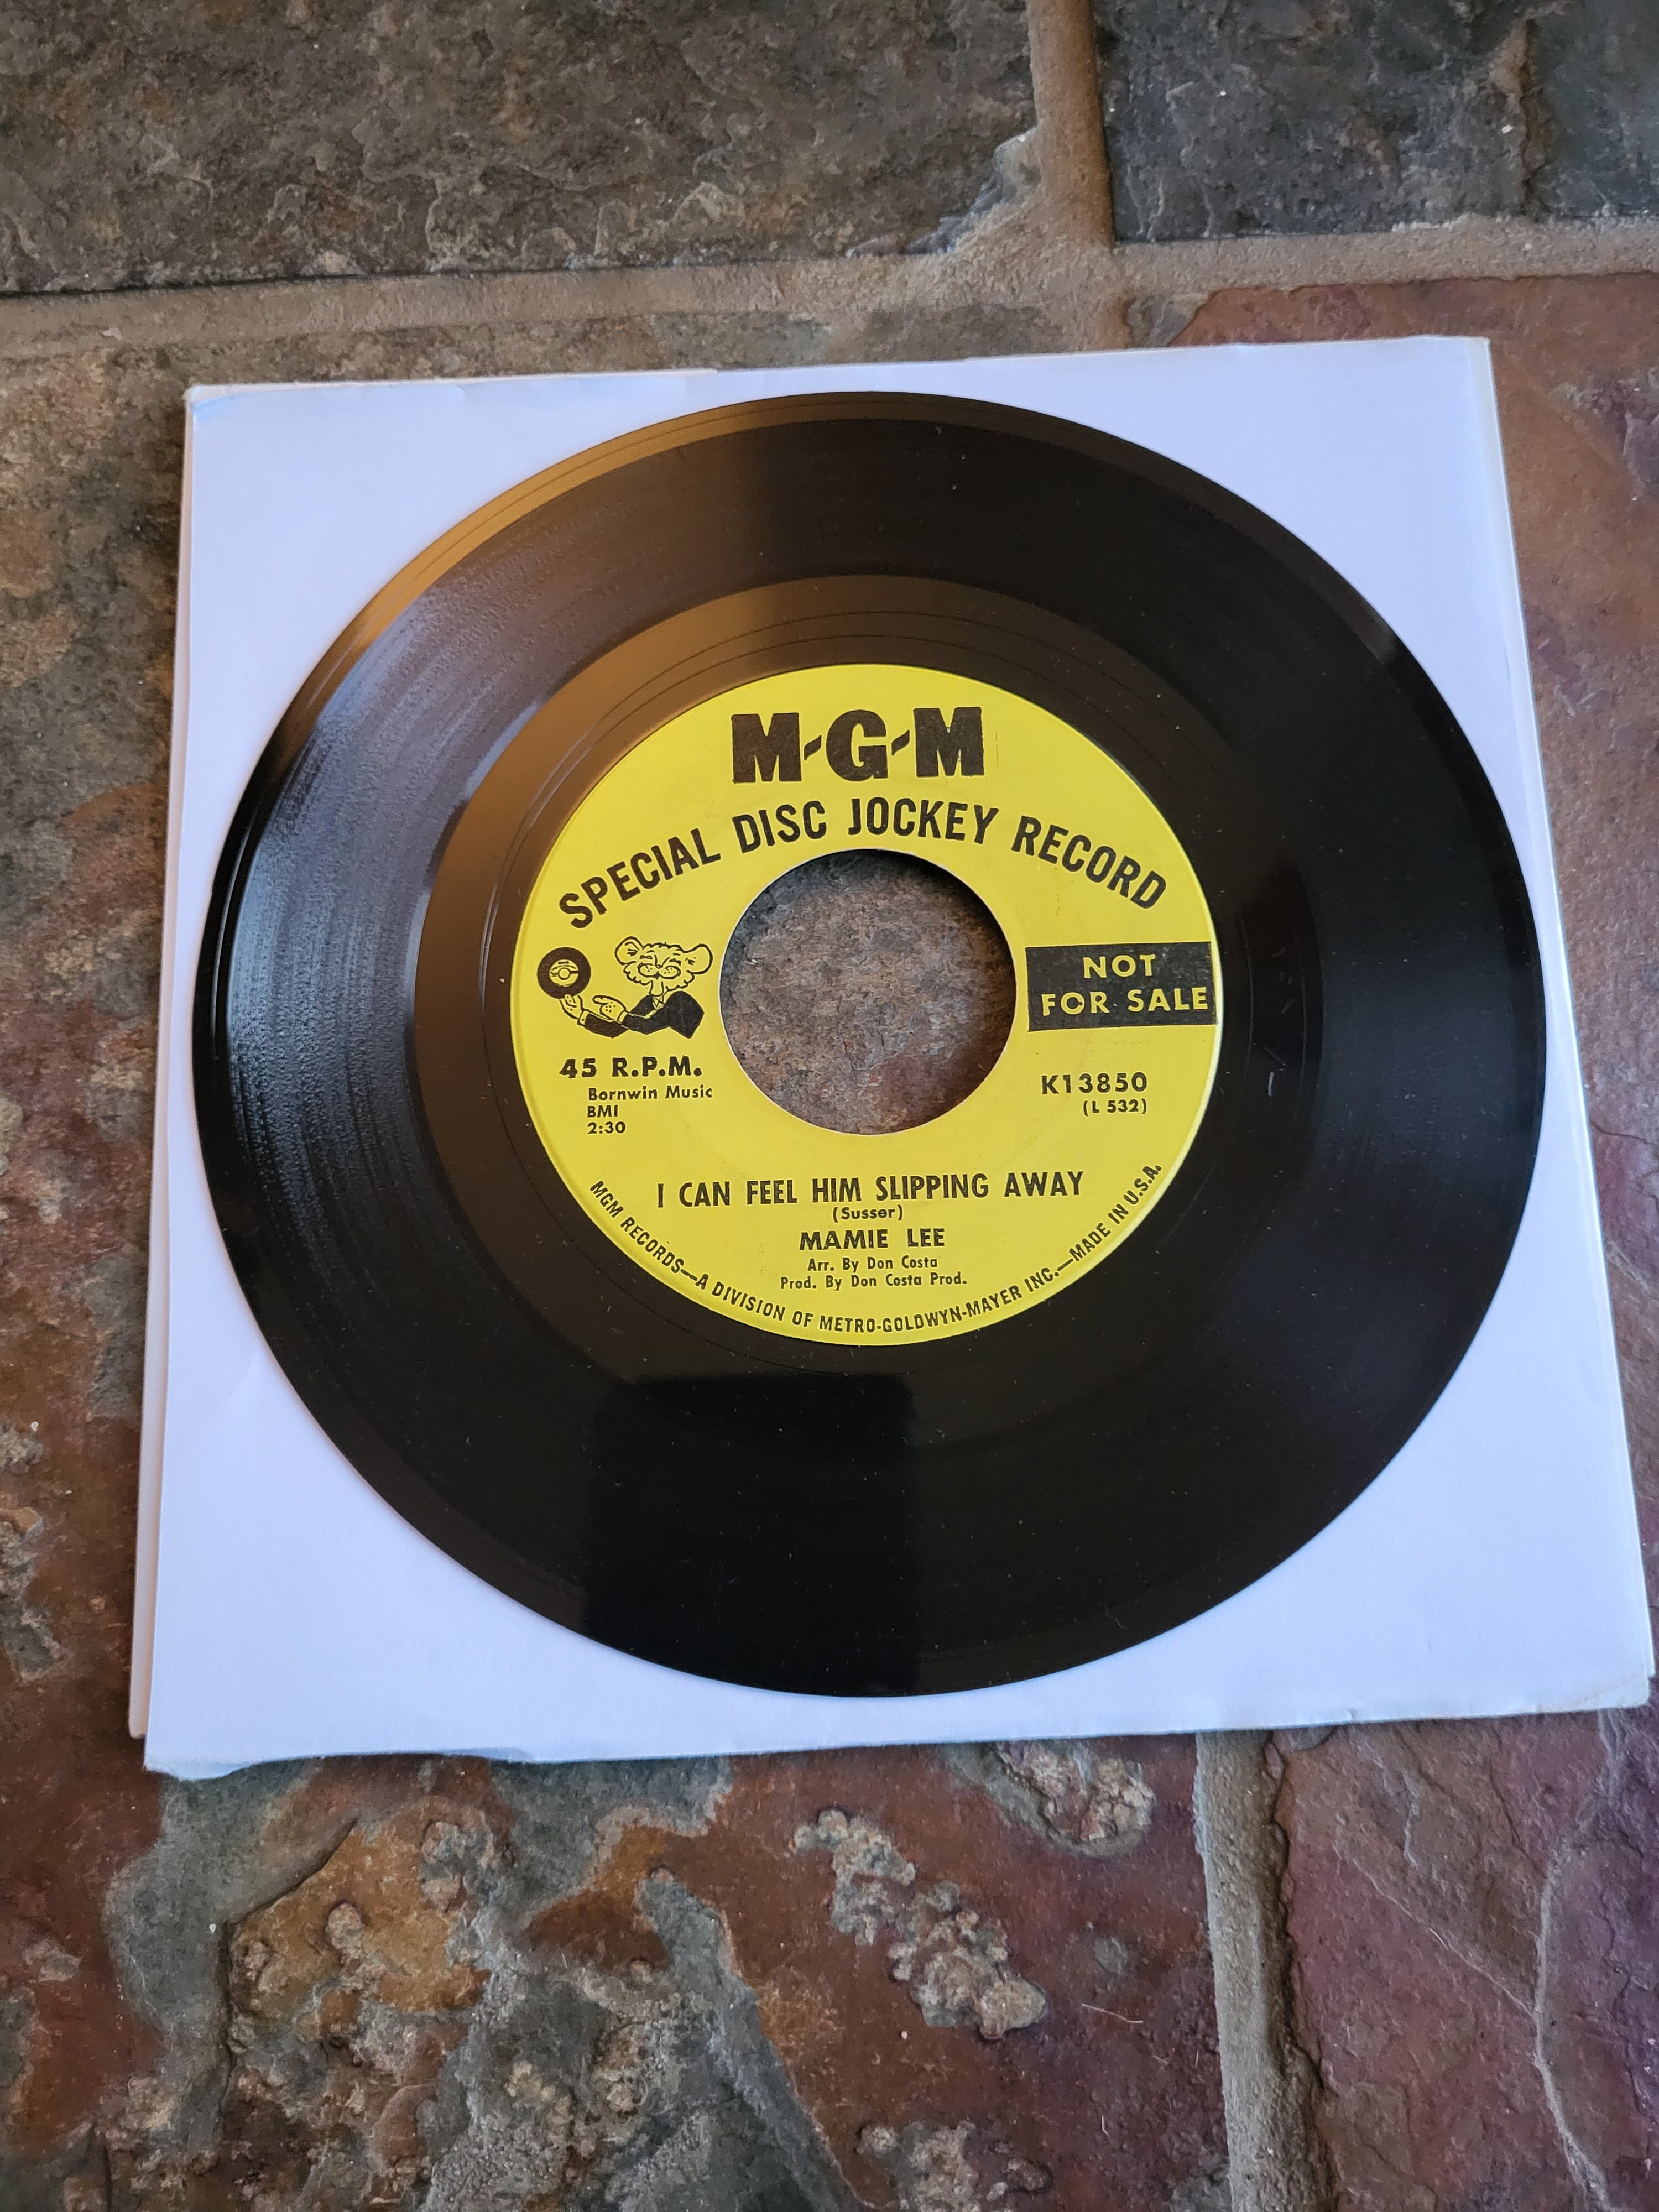 M-G-M
SPECIAL DISC JOCKEY RECORD
NOT
FOR SALE
45 R.P.M.
Bornwin Music
BMI
2:30
K13850
(L 532)
I CAN FEEL HIM SLIPPING AWAY
(Susser)
MAMIE LEE
Arr. By Don Costa
Prod. By Don Costa Prod.
MGM RECORDS—A DIVISION OF METRO-GOLDWYN-MAYER INC.—MADE IN U.S.A.